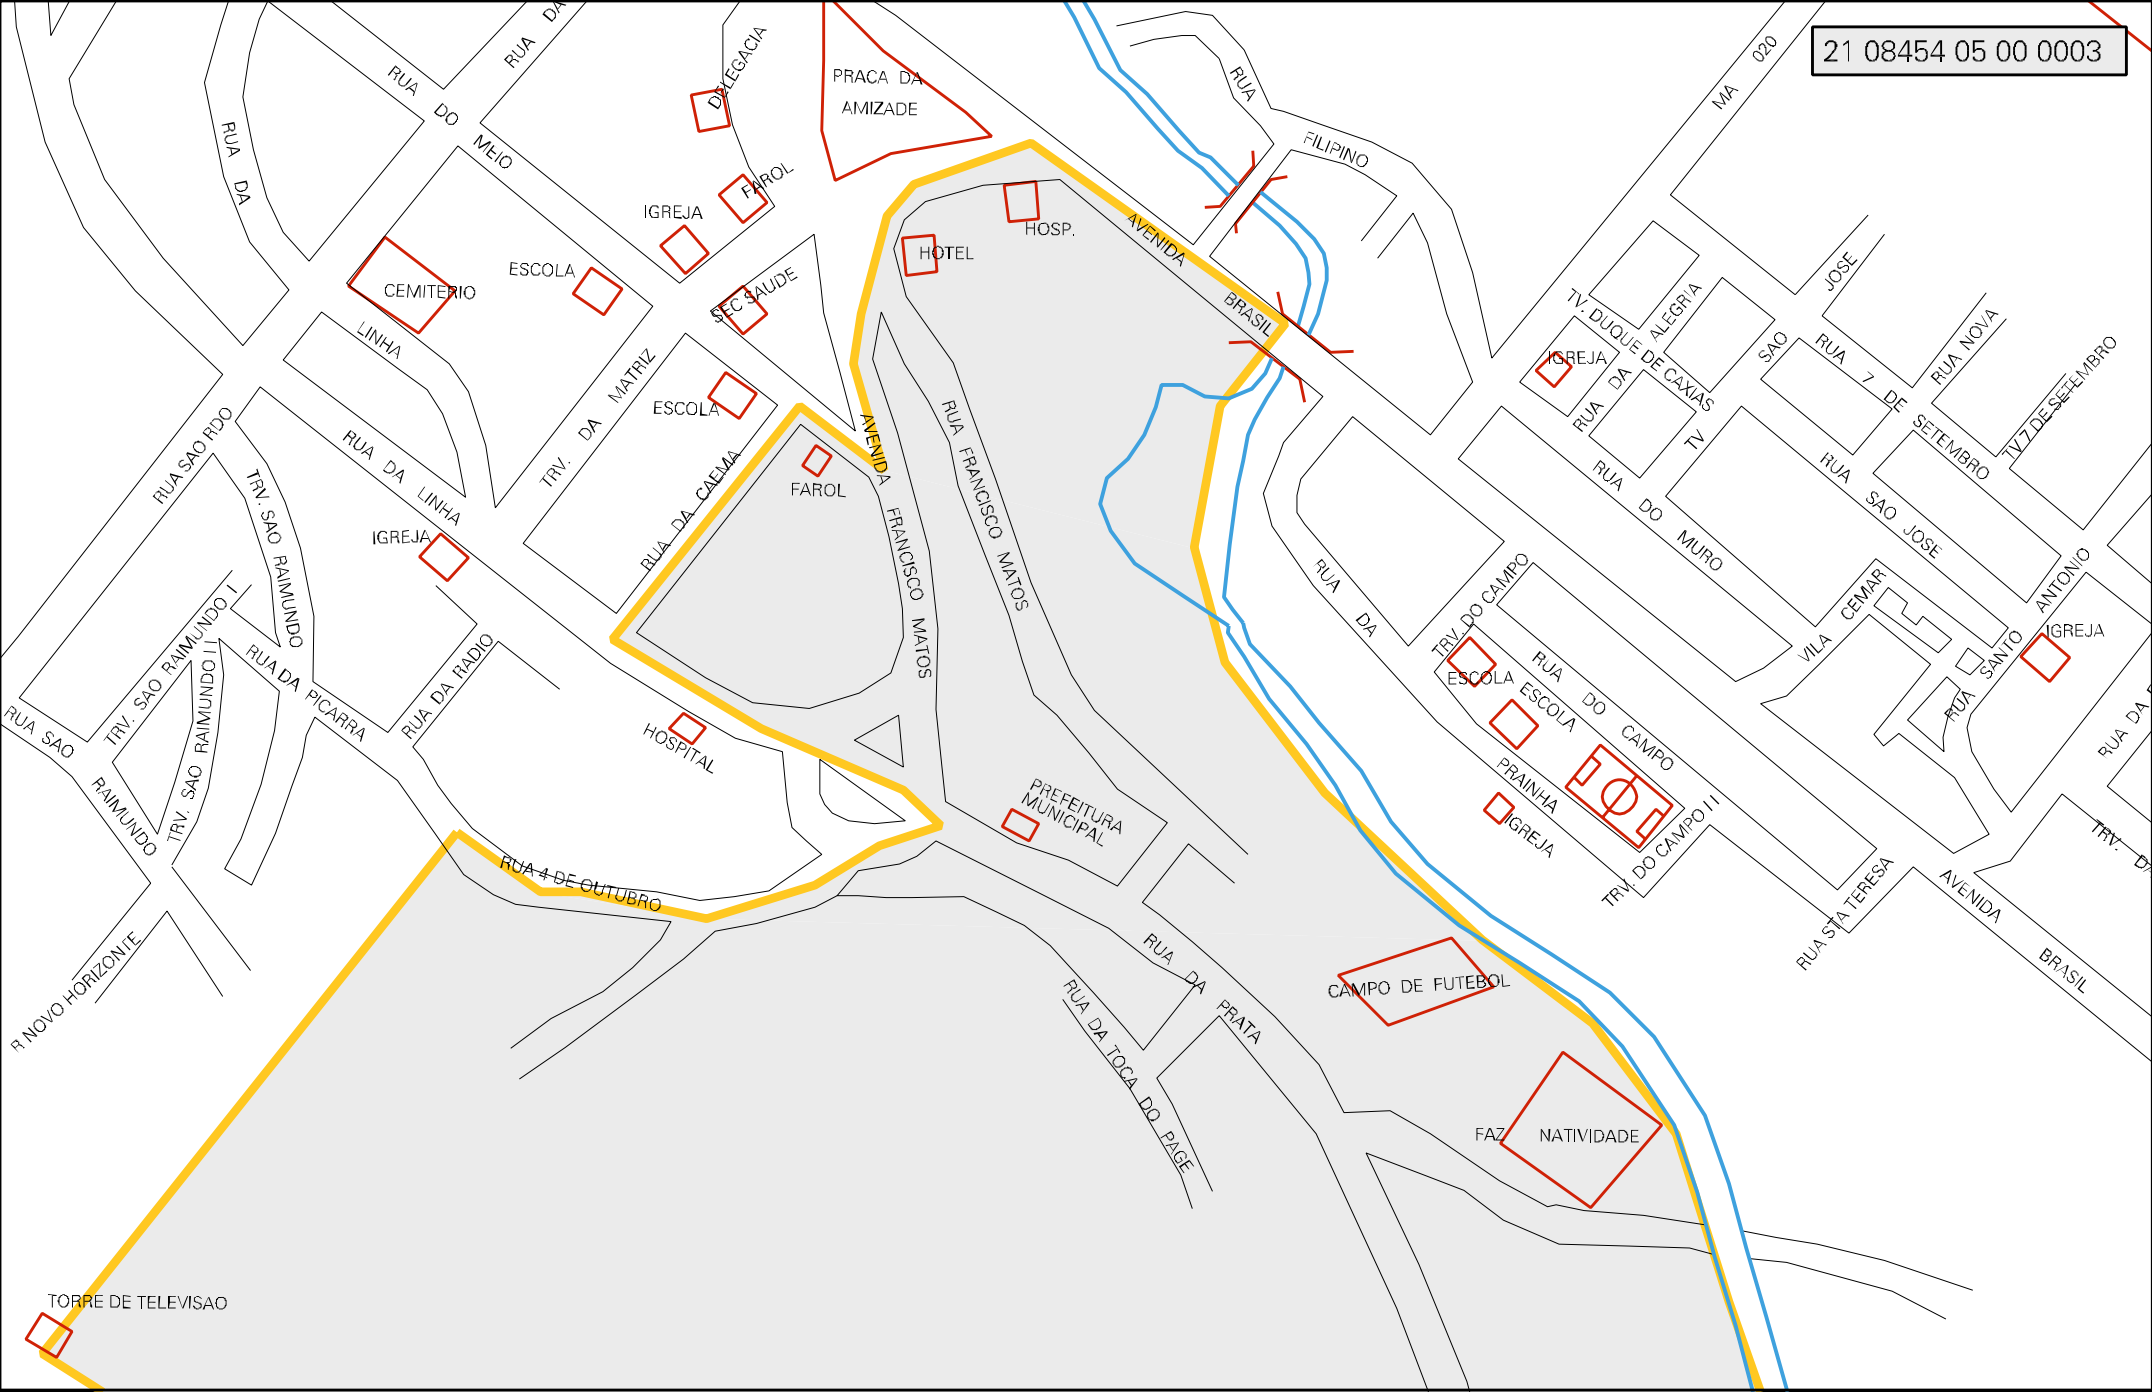 21 08454 05 00 0003
RUA DO MEIO
RUA DA
DELEGACIA
PRACA DA
AMIZADE
RUA FILIPINO
MA 020
RUA DA
FAROL
IGREJA
HOSP.
HOTEL
AVENIDA BRASIL
ESCOLA
CEMITERIO
SEC SAUDE
LINHA
TRV. DA MATRIZ
ESCOLA
JOSE
TV. DUQUE DE CAXIAS
RUA DA ALEGRIA
IGREJA
TV SAO
RUA 7 DE SETEMBRO
RUA NOVA
TV 7 DE SETEMBRO
RUA SAO RDO
RUA DA LINHA
TRV. SAO RAIMUNDO
IGREJA
RUA DA CAEMA
FAROL
AVENIDA FRANCISCO MATOS
RUA FRANCISCO MATOS
RUA DO MURO
RUA SAO JOSE
RUA DA PRAINHA
TRV. DO CAMPO
VILA CEMAR
RUA SANTO ANTONIO
IGREJA
TRV. SAO RAIMUNDO I
TRV. SAO RAIMUNDO II
RUA DA PICARRA
RUA DA RADIO
RUA SAO RAIMUNDO
HOSPITAL
ESCOLA
ESCOLA
RUA DO CAMPO
RUA DA
PREFEITURA
MUNICIPAL
IGREJA
TRV. DO CAMPO II
TRV. DA
RUA 4 DE OUTUBRO
RUA STA TERESA
AVENIDA BRASIL
R NOVO HORIZONTE
RUA DA PRATA
CAMPO DE FUTEBOL
RUA DA TOCA DO PAGE
FAZ NATIVIDADE
TORRE DE TELEVISAO